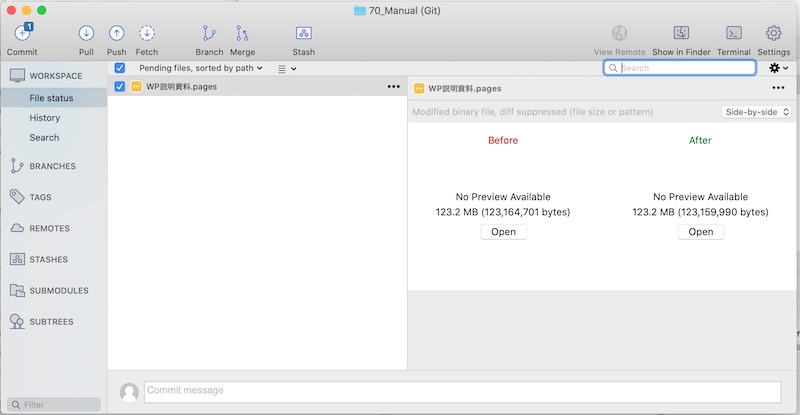 70_Manual (Git)
1
Commit
Pull
Push
Fetch
Branch
Merge
Stash
View Remote
Show in Finder
Terminal
Settings
WORKSPACE
File status
History
Search
BRANCHES
TAGS
REMOTES
STASHES
SUBMODULES
SUBTREES
Filter
Pending files, sorted by path
Search
WP説明資料.pages
WP説明資料.pages
Modified binary file, diff suppressed (file size or pattern)
Side-by-side
Before
After
No Preview Available
No Preview Available
123.2 MB (123,164,701 bytes)
123.2 MB (123,159,990 bytes)
Open
Open
Commit message